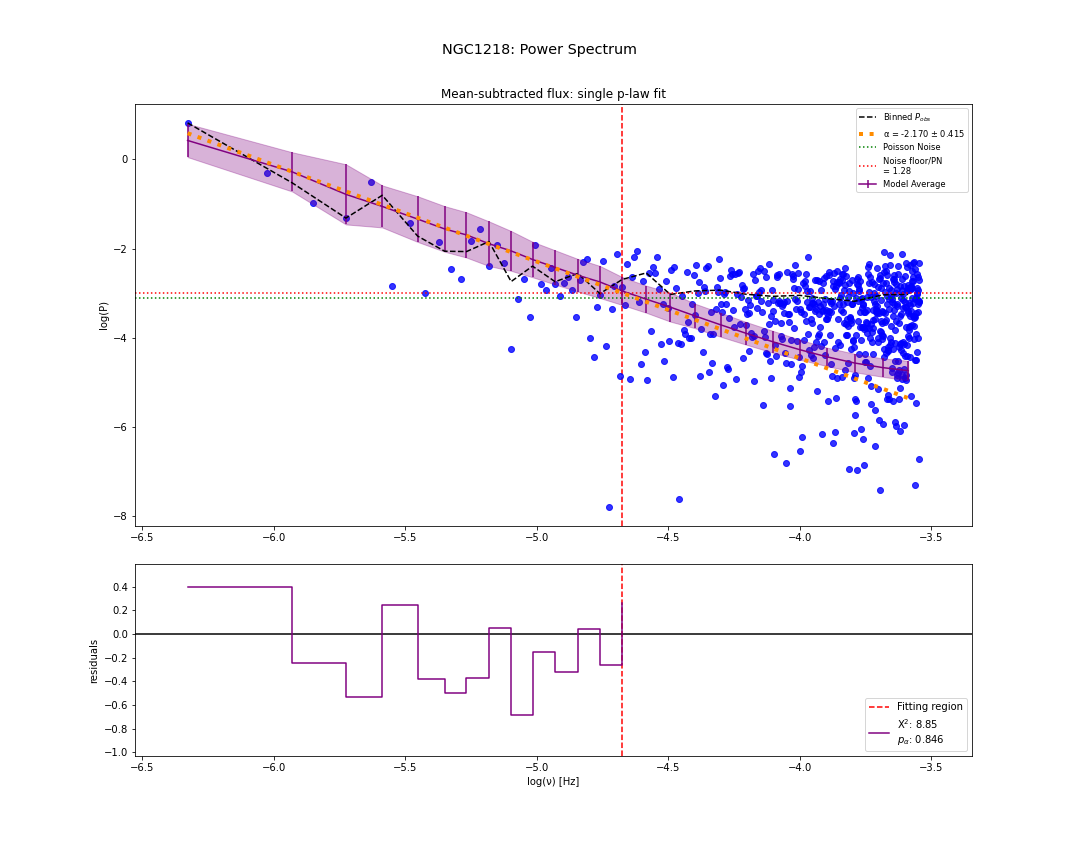 NGC1218: Power Spectrum
Mean-subtracted flux: single p-law fit
Binned P_obs
α = -2.170 ± 0.415
Poisson Noise
Noise floor/PN
= 1.28
Model Average
log(P)
0
−2
−4
−6
−8
−6.5 −6.0 −5.5 −5.0 −4.5 −4.0 −3.5
residuals
0.4
0.2
0.0
−0.2
−0.4
−0.6
−0.8
−1.0
Fitting region
X²: 8.85
p_α: 0.846
−6.5 −6.0 −5.5 −5.0 −4.5 −4.0 −3.5
log(ν) [Hz]